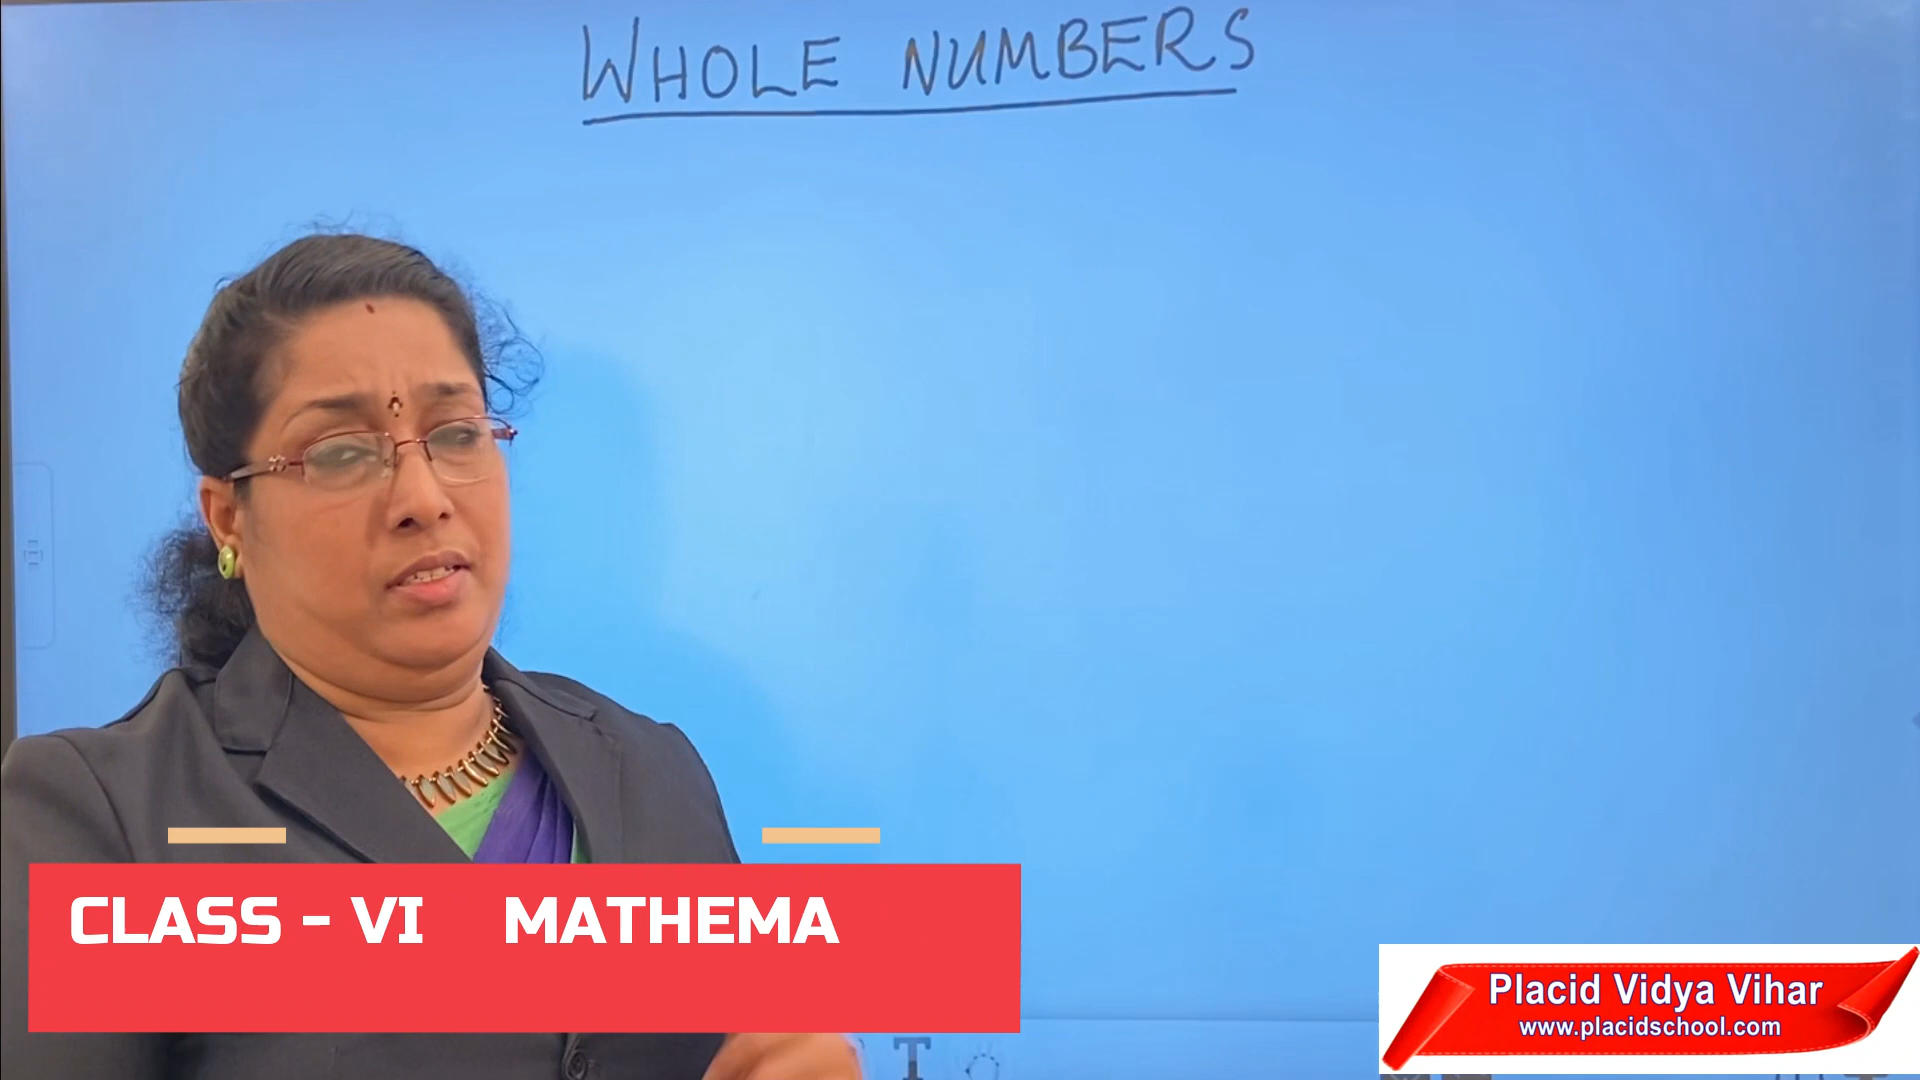 WHOLE NUMBERS
CLASS - VI MATHEMA
Placid Vidya Vihar
www.placidschool.com
T